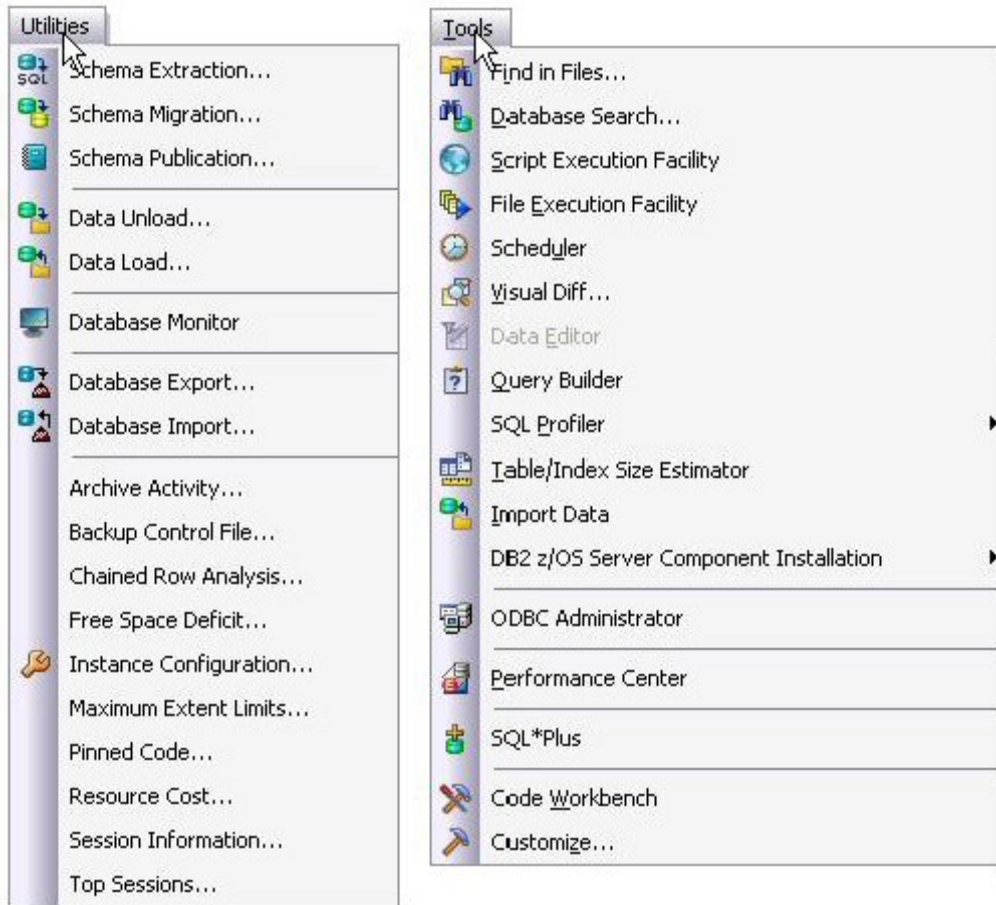 Utilities
SQL
Schema Extraction...
Schema Migration...
Schema Publication...
Data Unload...
Data Load...
Database Monitor
Database Export...
Database Import...
Archive Activity...
Backup Control File...
Chained Row Analysis...
Free Space Deficit...
Instance Configuration...
Maximum Extent Limits...
Pinned Code...
Resource Cost...
Session Information...
Top Sessions...
Tools
Find in Files...
Database Search...
Script Execution Facility
File Execution Facility
Scheduler
Visual Diff...
Data Editor
Query Builder
SQL Profiler
Table/Index Size Estimator
Import Data
DB2 z/OS Server Component Installation
ODBC Administrator
Performance Center
SQL*Plus
Code Workbench
Customize...